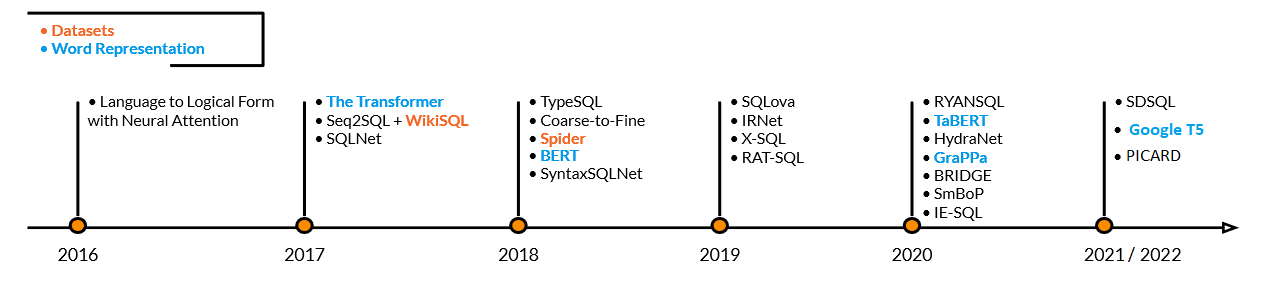 • Datasets
• Word Representation
• Language to Logical Form
with Neural Attention
• The Transformer
• Seq2SQL + WikiSQL
• SQLNet
• TypeSQL
• Coarse-to-Fine
• Spider
• BERT
• SyntaxSQLNet
• SQLova
• IRNet
• X-SQL
• RAT-SQL
• RYANSQL
• TaBERT
• HydraNet
• GraPPa
• BRIDGE
• SmBoP
• IE-SQL
• SDSQL
• Google T5
• PICARD
2016
2017
2018
2019
2020
2021 / 2022